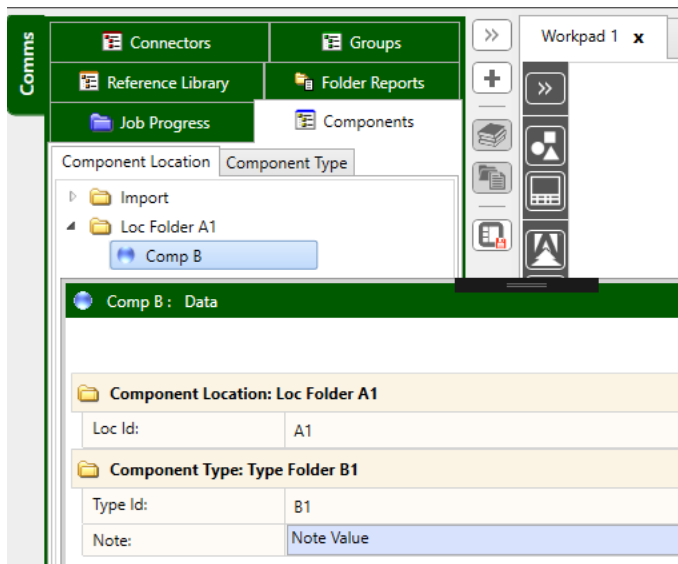 Comms
Connectors
Groups
Reference Library
Folder Reports
Job Progress
Components
Component Location
Component Type
Import
Loc Folder A1
Comp B
Workpad 1 x
Comp B : Data
Component Location: Loc Folder A1
Loc Id: A1
Component Type: Type Folder B1
Type Id: B1
Note: Note Value